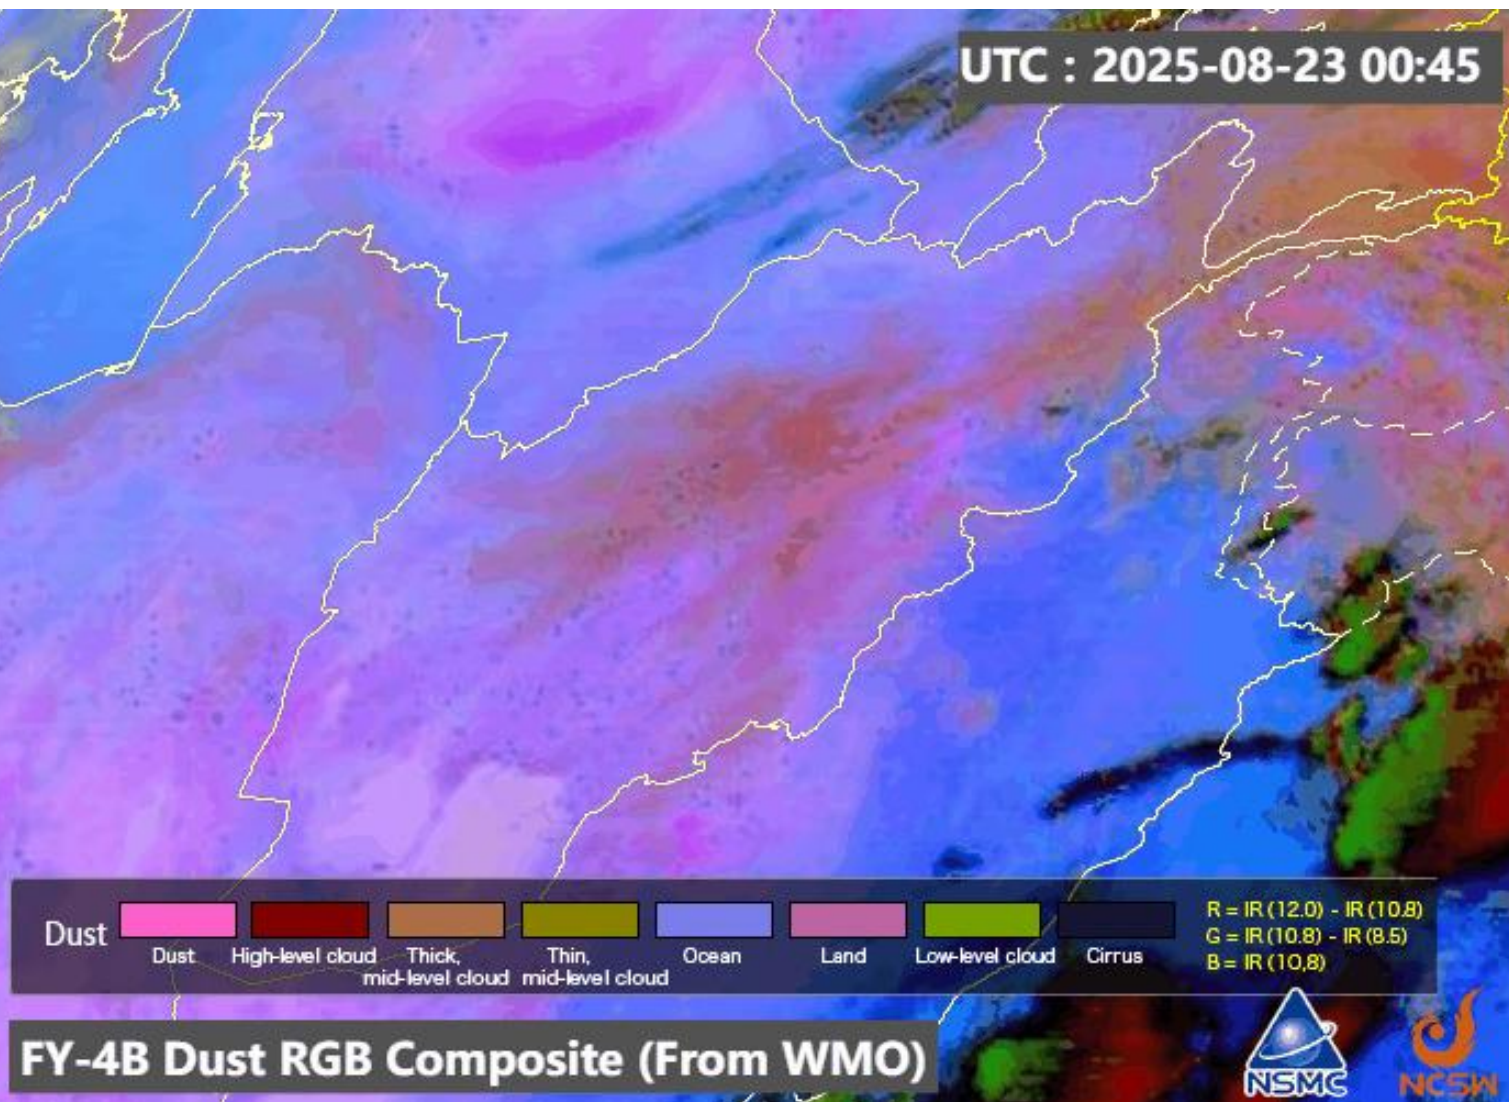 UTC : 2025-08-23 00:45
Dust
Dust
High-level cloud
Thick,
mid-level cloud
Thin,
mid-level cloud
Ocean
Land
Low-level cloud
Cirrus
R = IR (12.0) - IR (10.8)
G = IR (10.8) - IR (8.5)
B = IR (10,8)
FY-4B Dust RGB Composite (From WMO)
NSMC
NCSW